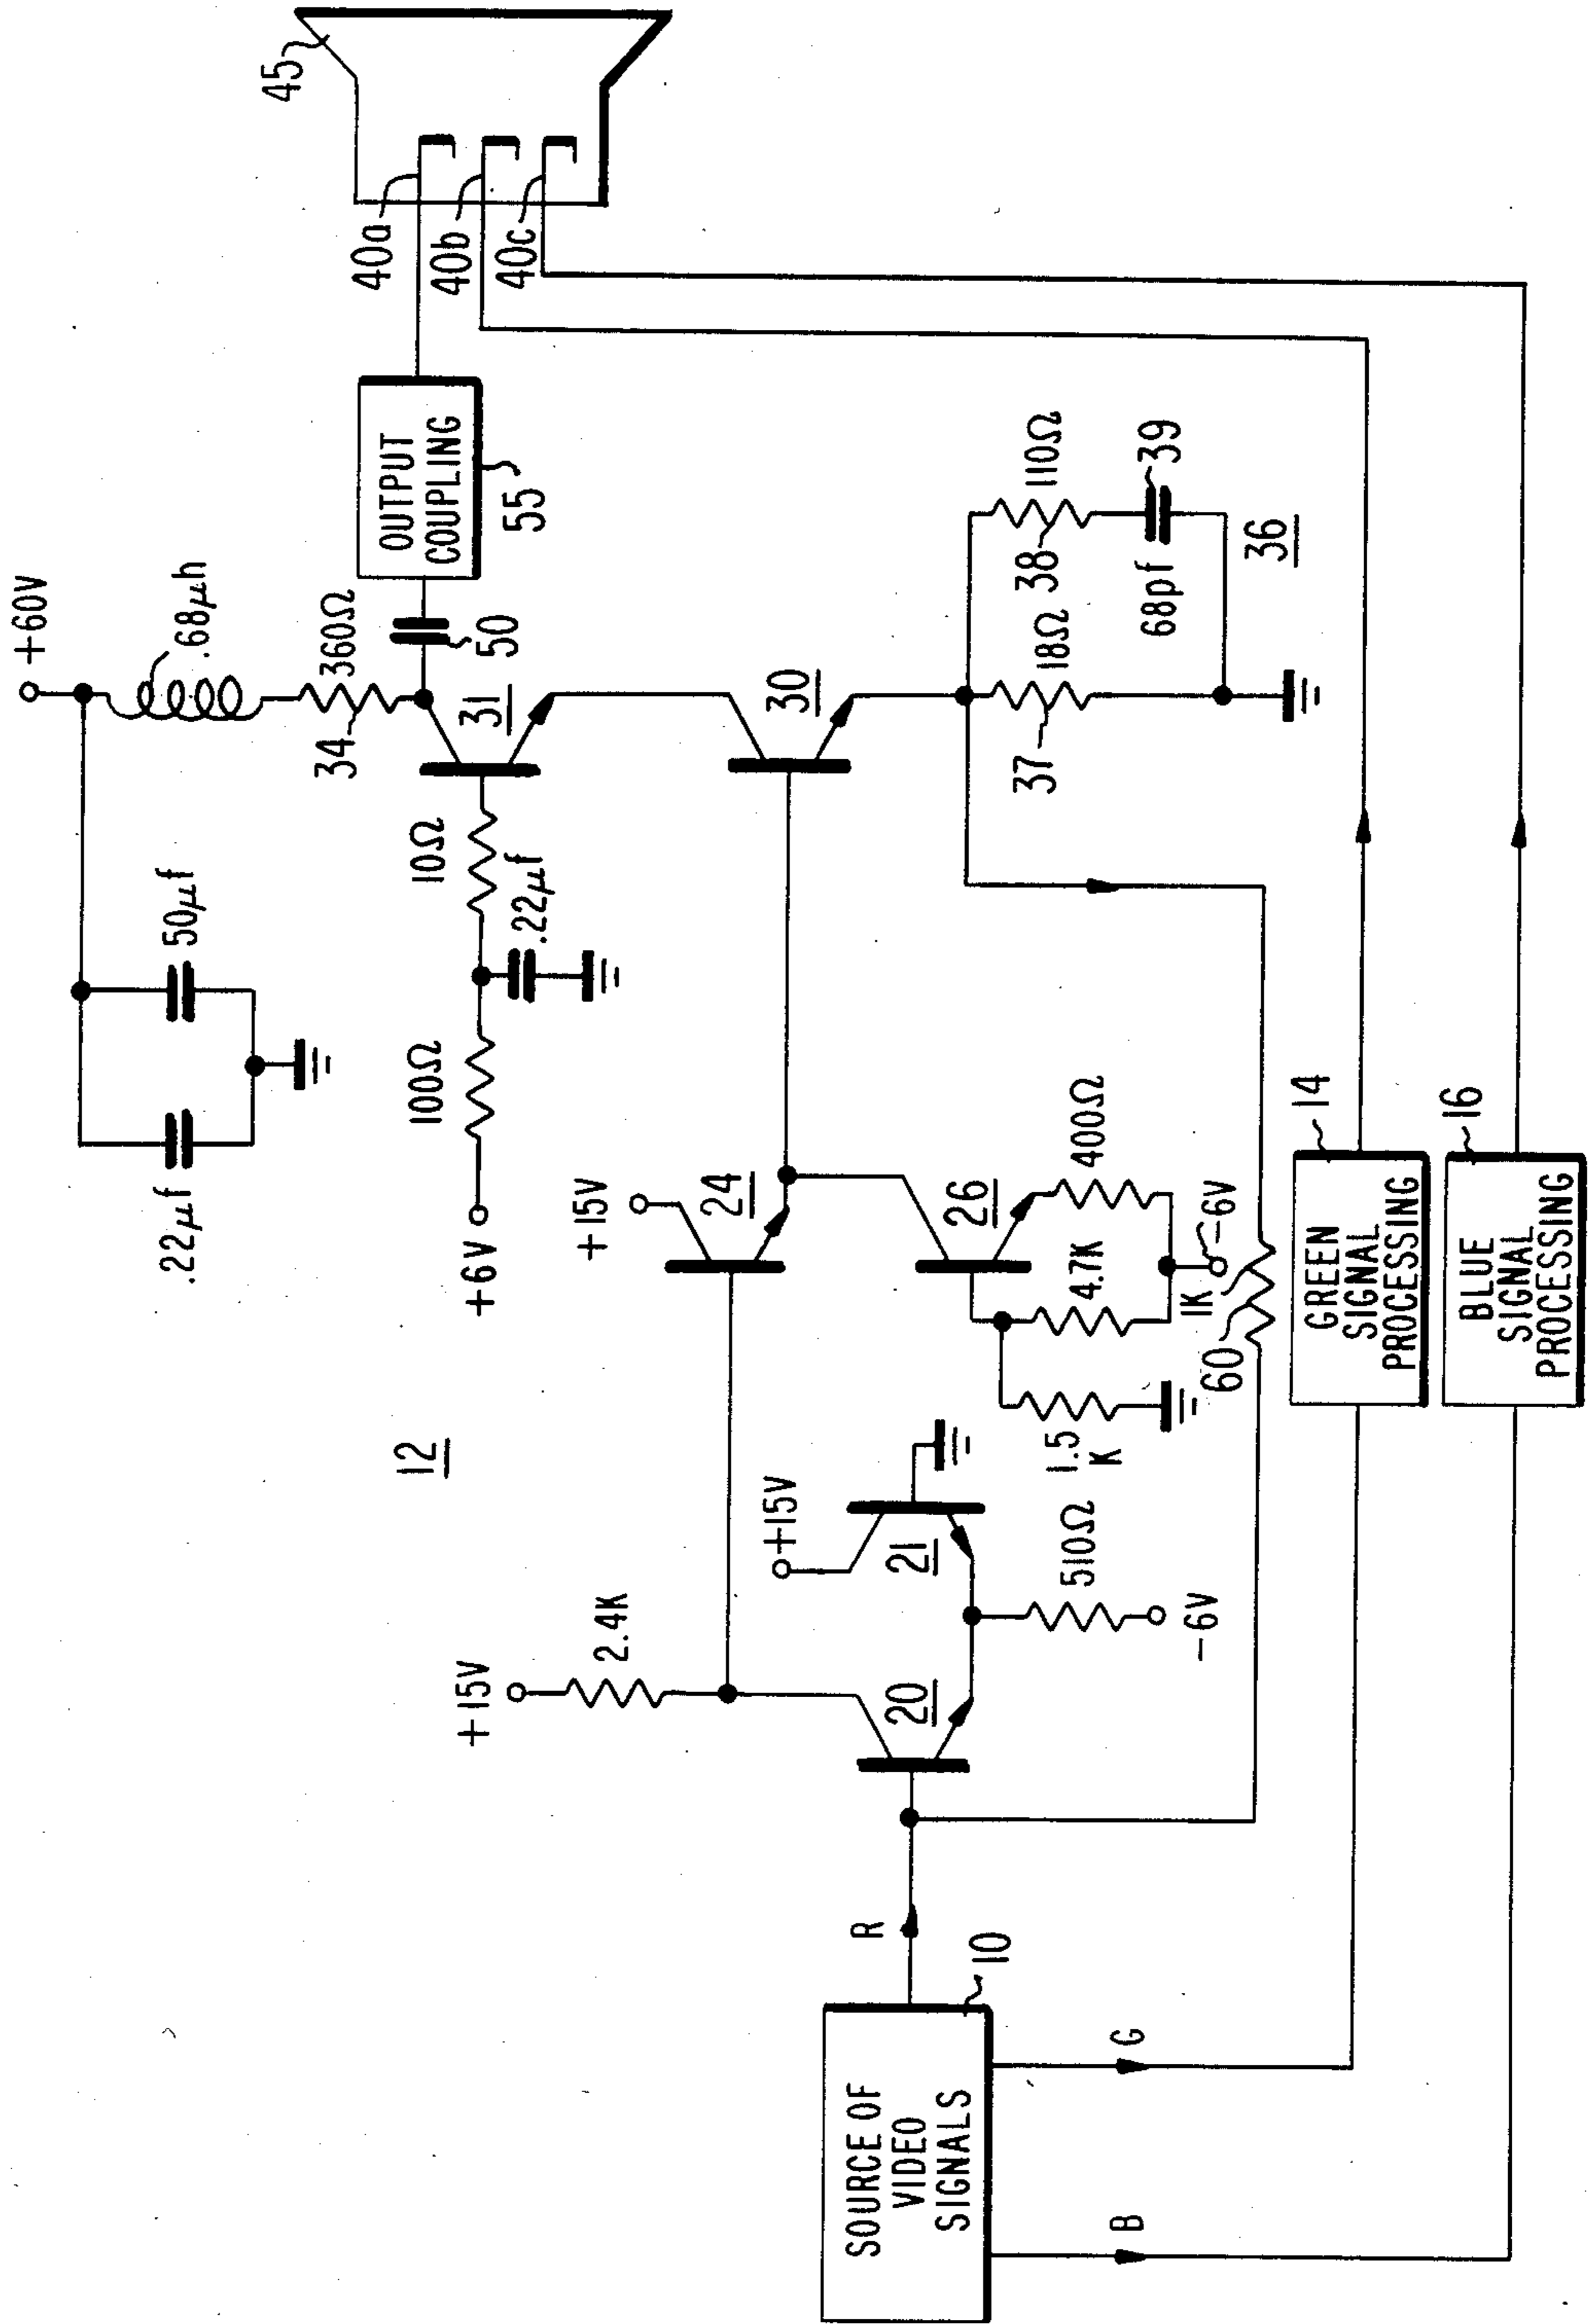 +60V
.68µh
.22µf
50µf
360Ω
34
OUTPUT
COUPLING
55
50
45
40a
40b
40c
+6V
100Ω
10Ω
.22µf
31
12
+15V
2.4K
+15V
24
30
20
+15V
21
26
400Ω
4.7K
1.5
K
510Ω
-6V
-6V
1K
60
37
18Ω
38
110Ω
68pf
39
36
SOURCE OF
VIDEO
SIGNALS
10
R
G
B
GREEN
SIGNAL
PROCESSING
14
BLUE
SIGNAL
PROCESSING
16